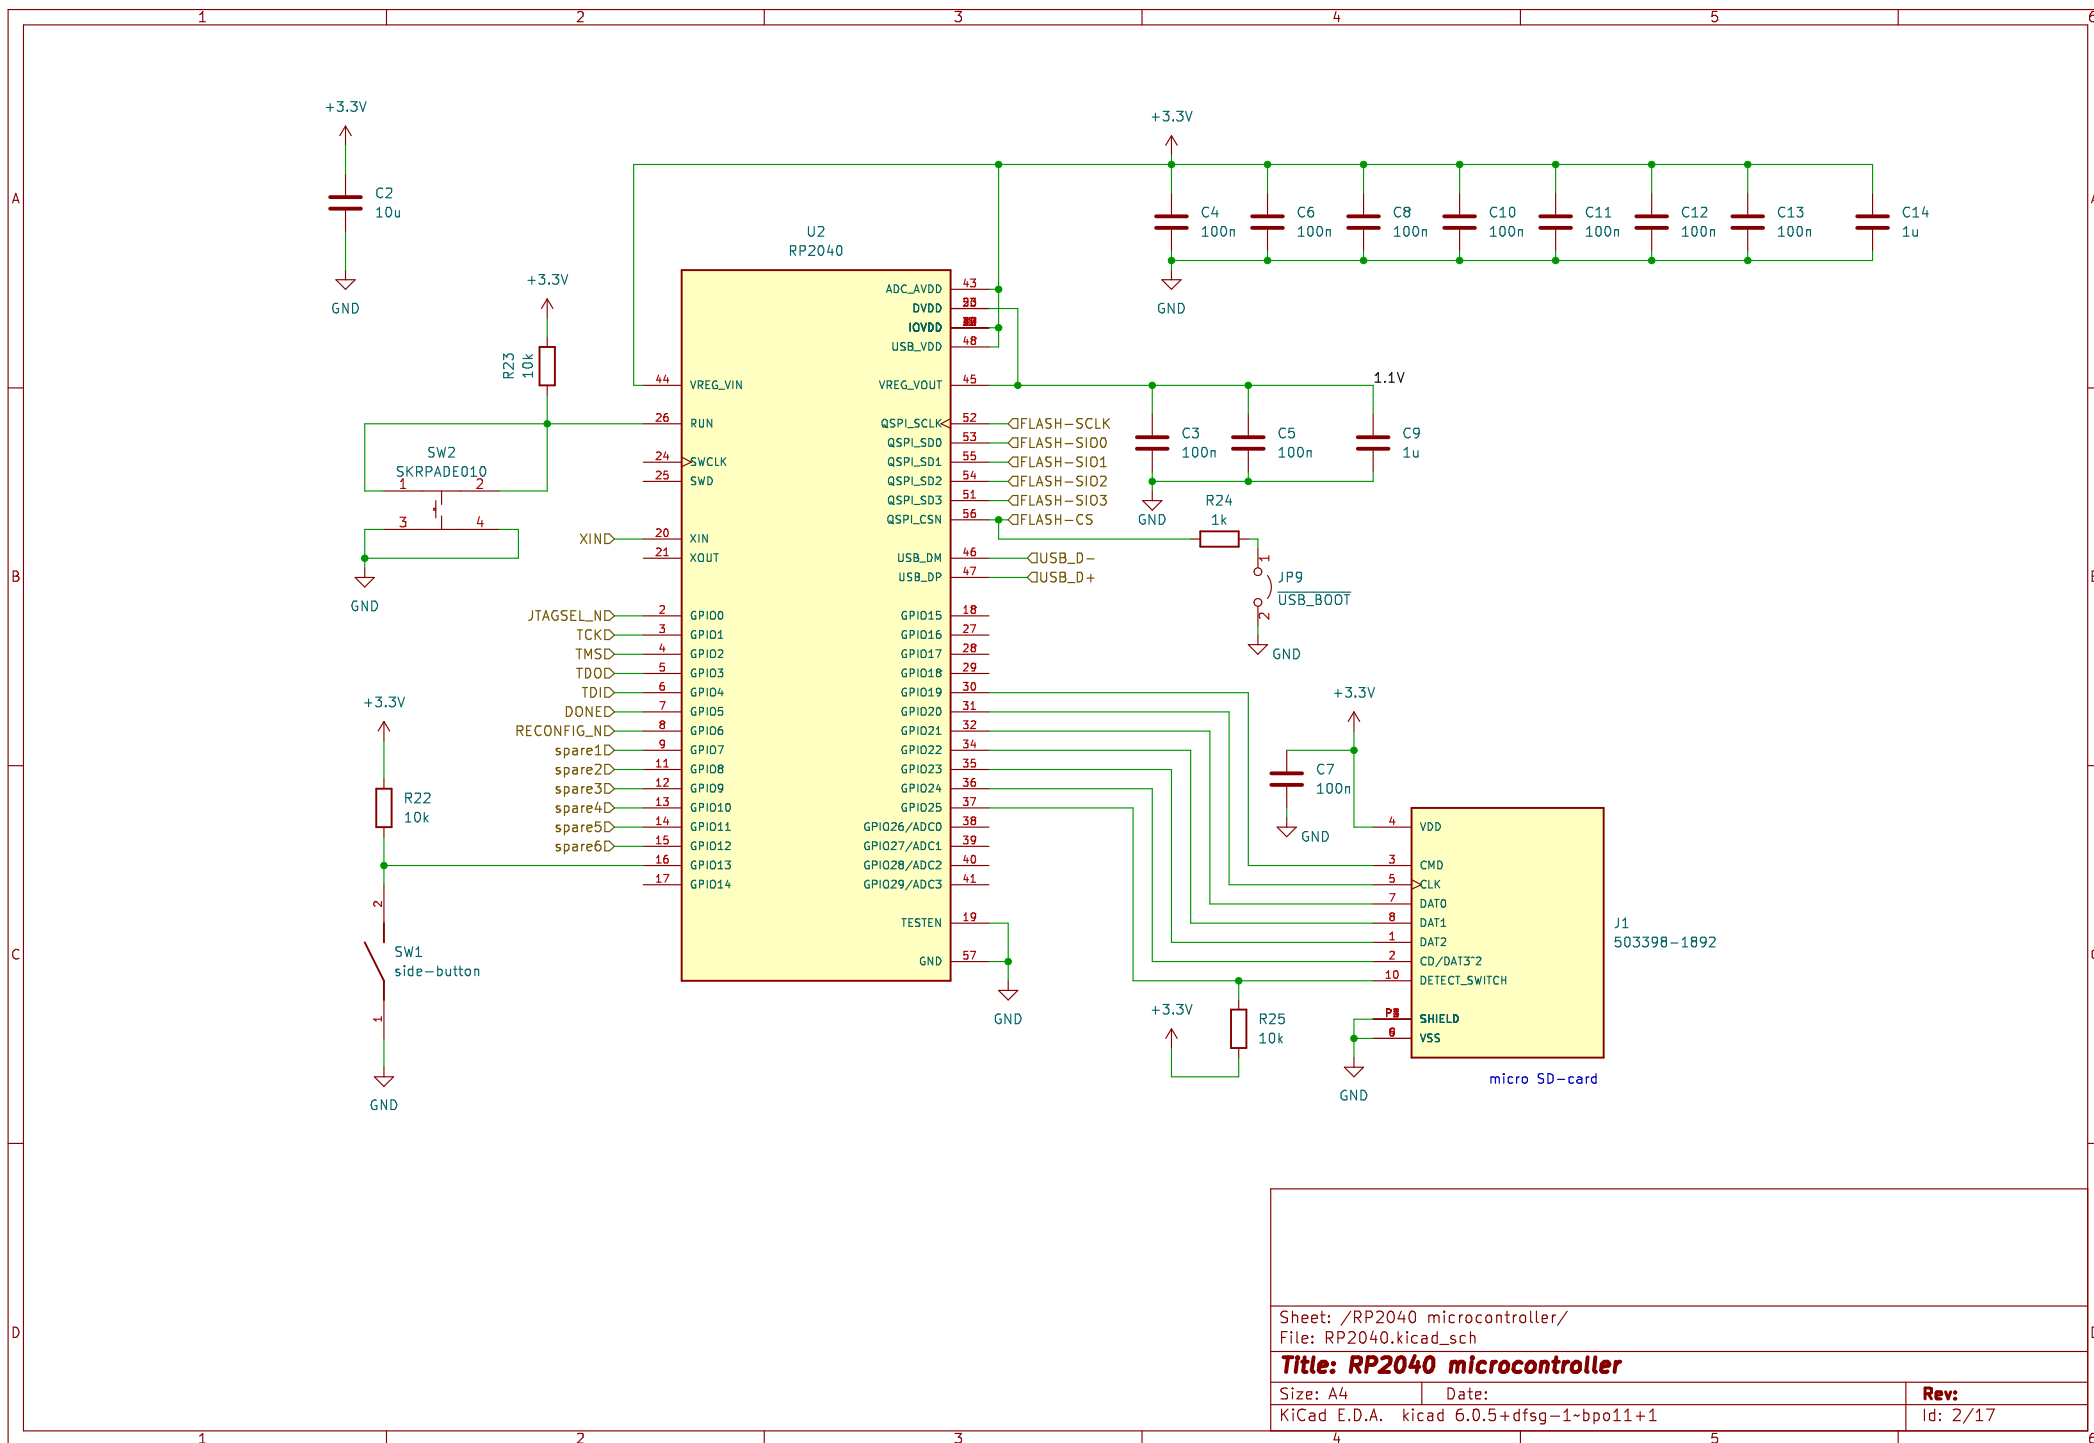 1 2 3 4 5 6
A
B
C
D
+3.3V
C2
10u
GND
+3.3V
R23
10k
SW2
SKRPADE010
1 2
3 4
GND
XIN
JTAGSEL_N
TCK
TMS
TDO
TDI
DONE
RECONFIG_N
spare1
spare2
spare3
spare4
spare5
spare6
+3.3V
R22
10k
2
SW1
side-button
1
GND
U2
RP2040
44 VREG_VIN
26 RUN
24 SWCLK
25 SWD
20 XIN
21 XOUT
2 GPIO0
3 GPIO1
4 GPIO2
5 GPIO3
6 GPIO4
7 GPIO5
8 GPIO6
9 GPIO7
11 GPIO8
12 GPIO9
13 GPIO10
14 GPIO11
15 GPIO12
16 GPIO13
17 GPIO14
ADC_AVDD 43
DVDD
IOVDD
USB_VDD 48
VREG_VOUT 45
QSPI_SCLK 52
QSPI_SD0 53
QSPI_SD1 55
QSPI_SD2 54
QSPI_SD3 51
QSPI_CSN 56
USB_DM 46
USB_DP 47
GPIO15 18
GPIO16 27
GPIO17 28
GPIO18 29
GPIO19 30
GPIO20 31
GPIO21 32
GPIO22 34
GPIO23 35
GPIO24 36
GPIO25 37
GPIO26/ADC0 38
GPIO27/ADC1 39
GPIO28/ADC2 40
GPIO29/ADC3 41
TESTEN 19
GND 57
GND
FLASH-SCLK
FLASH-SIO0
FLASH-SIO1
FLASH-SIO2
FLASH-SIO3
FLASH-CS
USB_D-
USB_D+
+3.3V
C4
100n
C6
100n
C8
100n
C10
100n
C11
100n
C12
100n
C13
100n
C14
1u
GND
1.1V
C3
100n
C5
100n
C9
1u
GND
R24
1k
1
JP9
USB_BOOT
2
GND
+3.3V
C7
100n
GND
4 VDD
3 CMD
5 CLK
7 DAT0
8 DAT1
1 DAT2
2 CD/DAT3~2
10 DETECT_SWITCH
SHIELD
VSS
J1
503398-1892
+3.3V
R25
10k
GND
micro SD-card
Sheet: /RP2040 microcontroller/
File: RP2040.kicad_sch
Title: RP2040 microcontroller
Size: A4 Date: Rev:
KiCad E.D.A. kicad 6.0.5+dfsg-1~bpo11+1 Id: 2/17
1 2 3 4 5 6